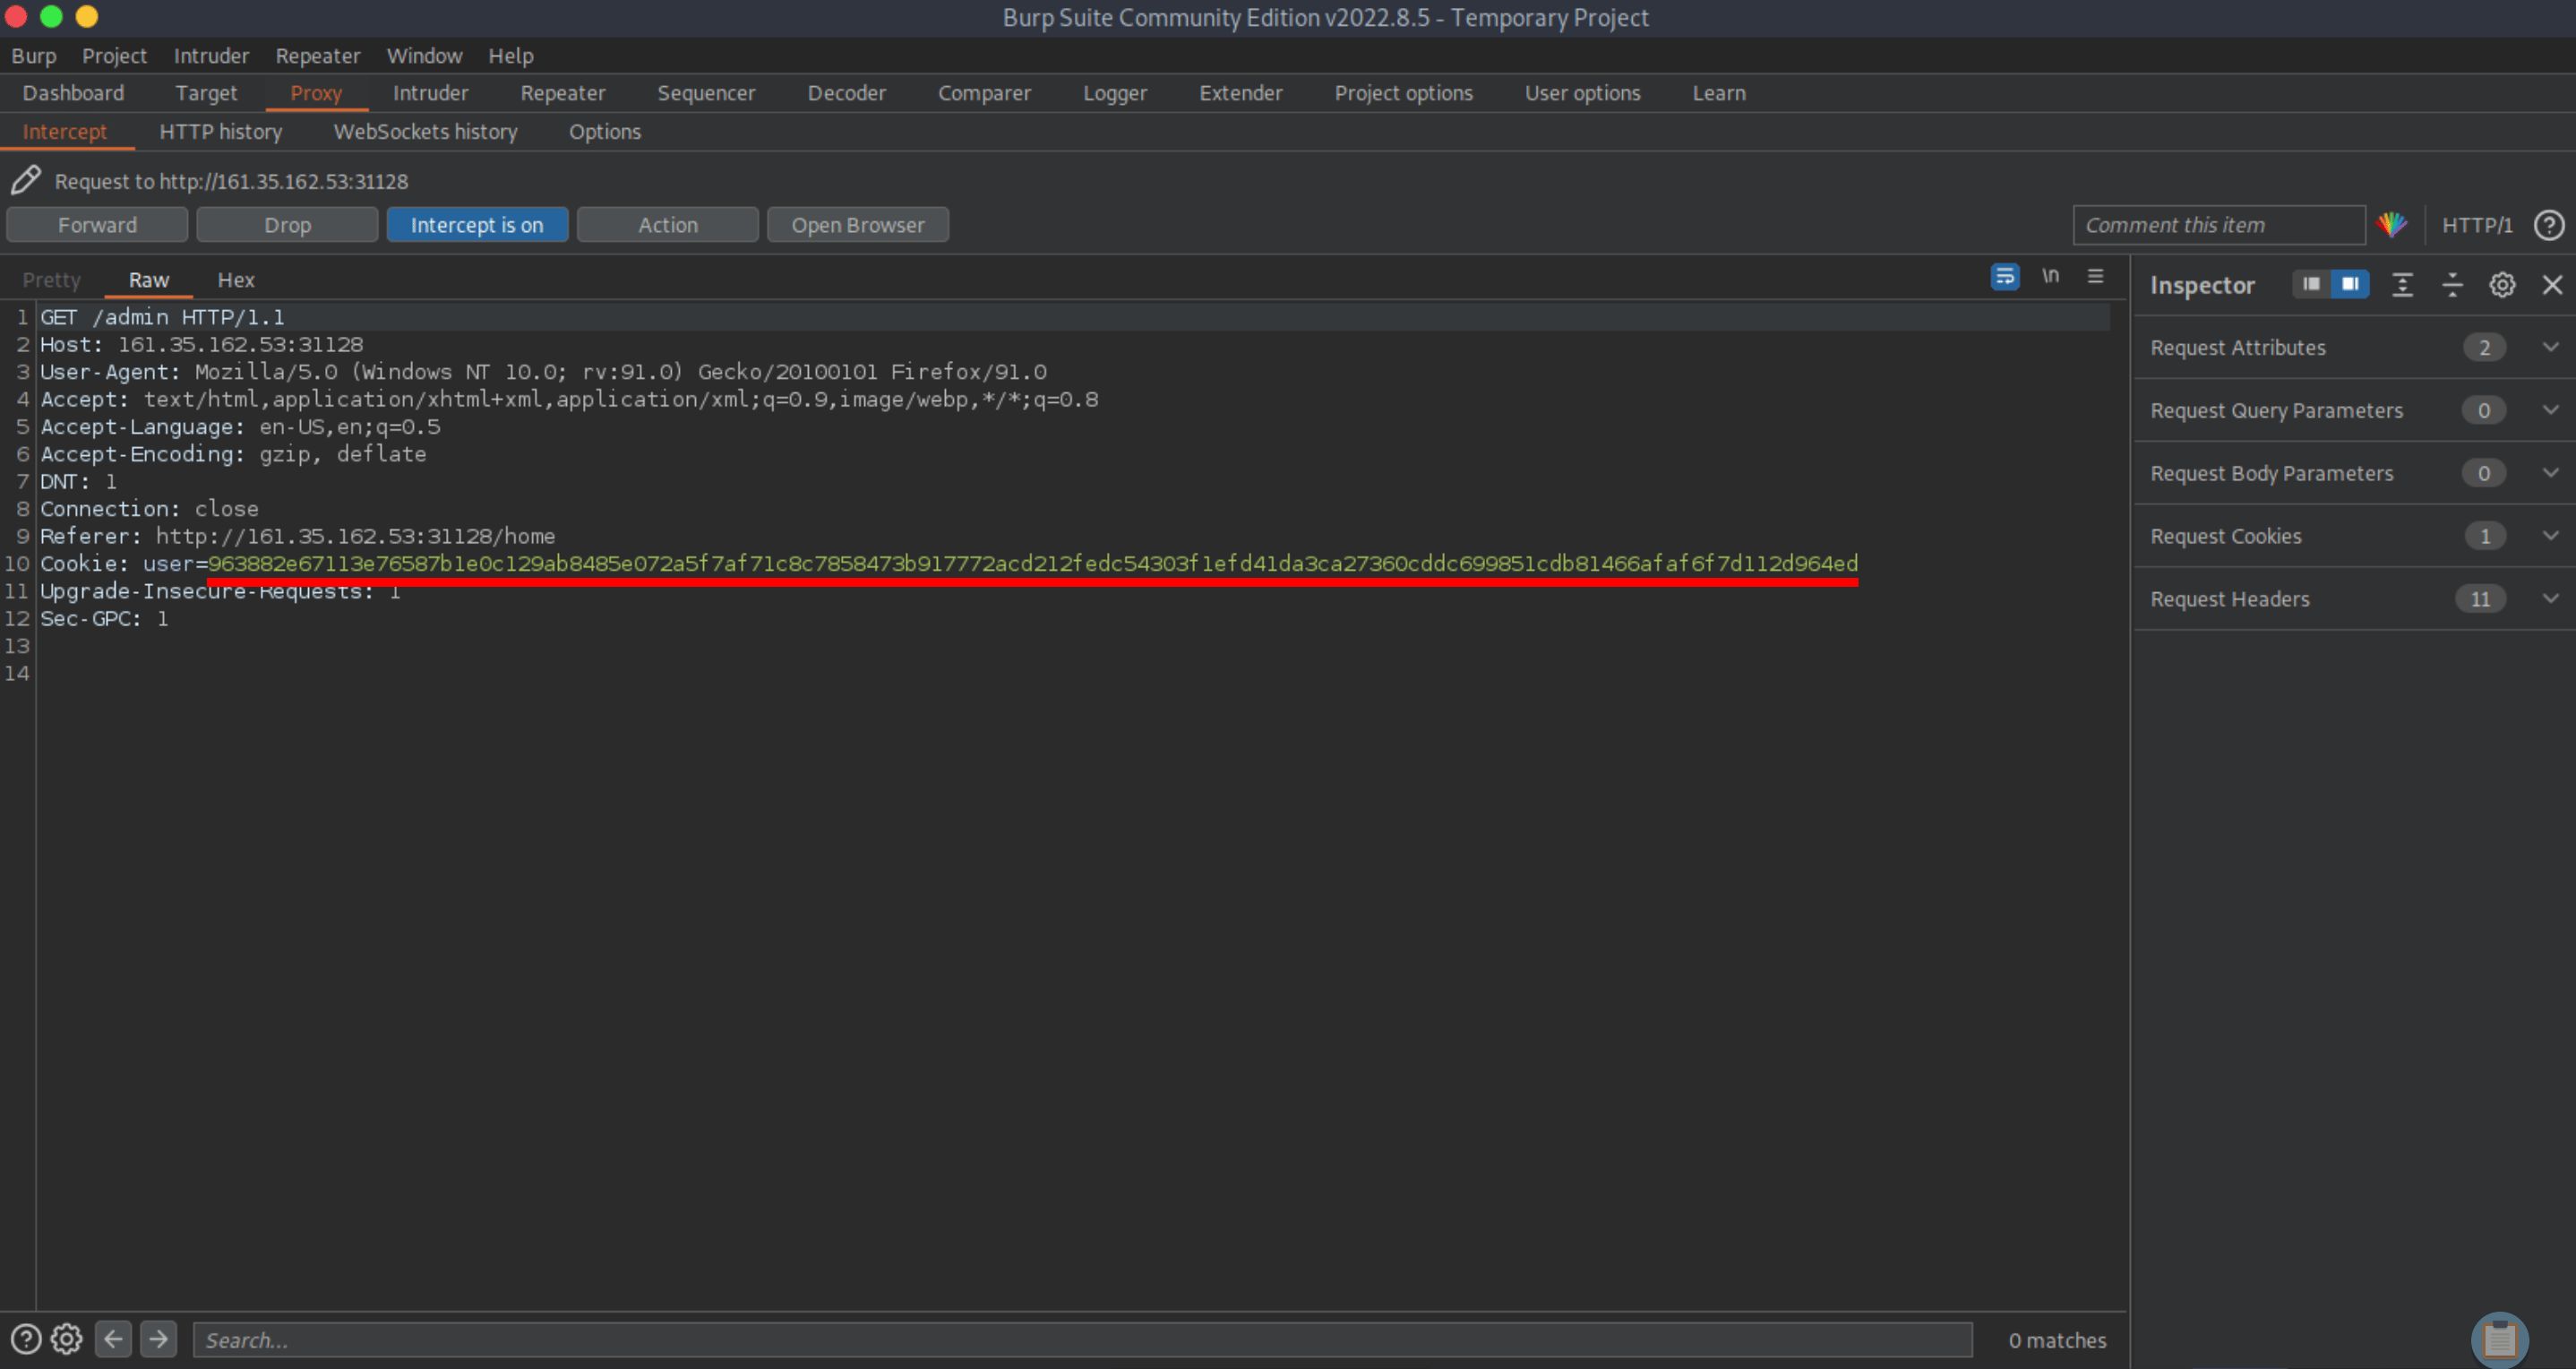 Burp Suite Community Edition v2022.8.5 - Temporary Project
Burp Project Intruder Repeater Window Help
Dashboard Target Proxy Intruder Repeater Sequencer Decoder Comparer Logger Extender Project options User options Learn
Intercept HTTP history WebSockets history Options
Request to http://161.35.162.53:31128
Forward Drop Intercept is on Action Open Browser Comment this item HTTP/1 ?
Pretty Raw Hex \n
Inspector
1 GET /admin HTTP/1.1
2 Host: 161.35.162.53:31128
3 User-Agent: Mozilla/5.0 (Windows NT 10.0; rv:91.0) Gecko/20100101 Firefox/91.0
4 Accept: text/html,application/xhtml+xml,application/xml;q=0.9,image/webp,*/*;q=0.8
5 Accept-Language: en-US,en;q=0.5
6 Accept-Encoding: gzip, deflate
7 DNT: 1
8 Connection: close
9 Referer: http://161.35.162.53:31128/home
10 Cookie: user=963882e67113e76587b1e0c129ab8485e072a5f7af71c8c7858473b917772acd212fedc54303f1efd41da3ca27360cddc699851cdb81466afaf6f7d112d964ed
11 Upgrade-Insecure-Requests: 1
12 Sec-GPC: 1
13
14
Request Attributes 2
Request Query Parameters 0
Request Body Parameters 0
Request Cookies 1
Request Headers 11
? Search... 0 matches